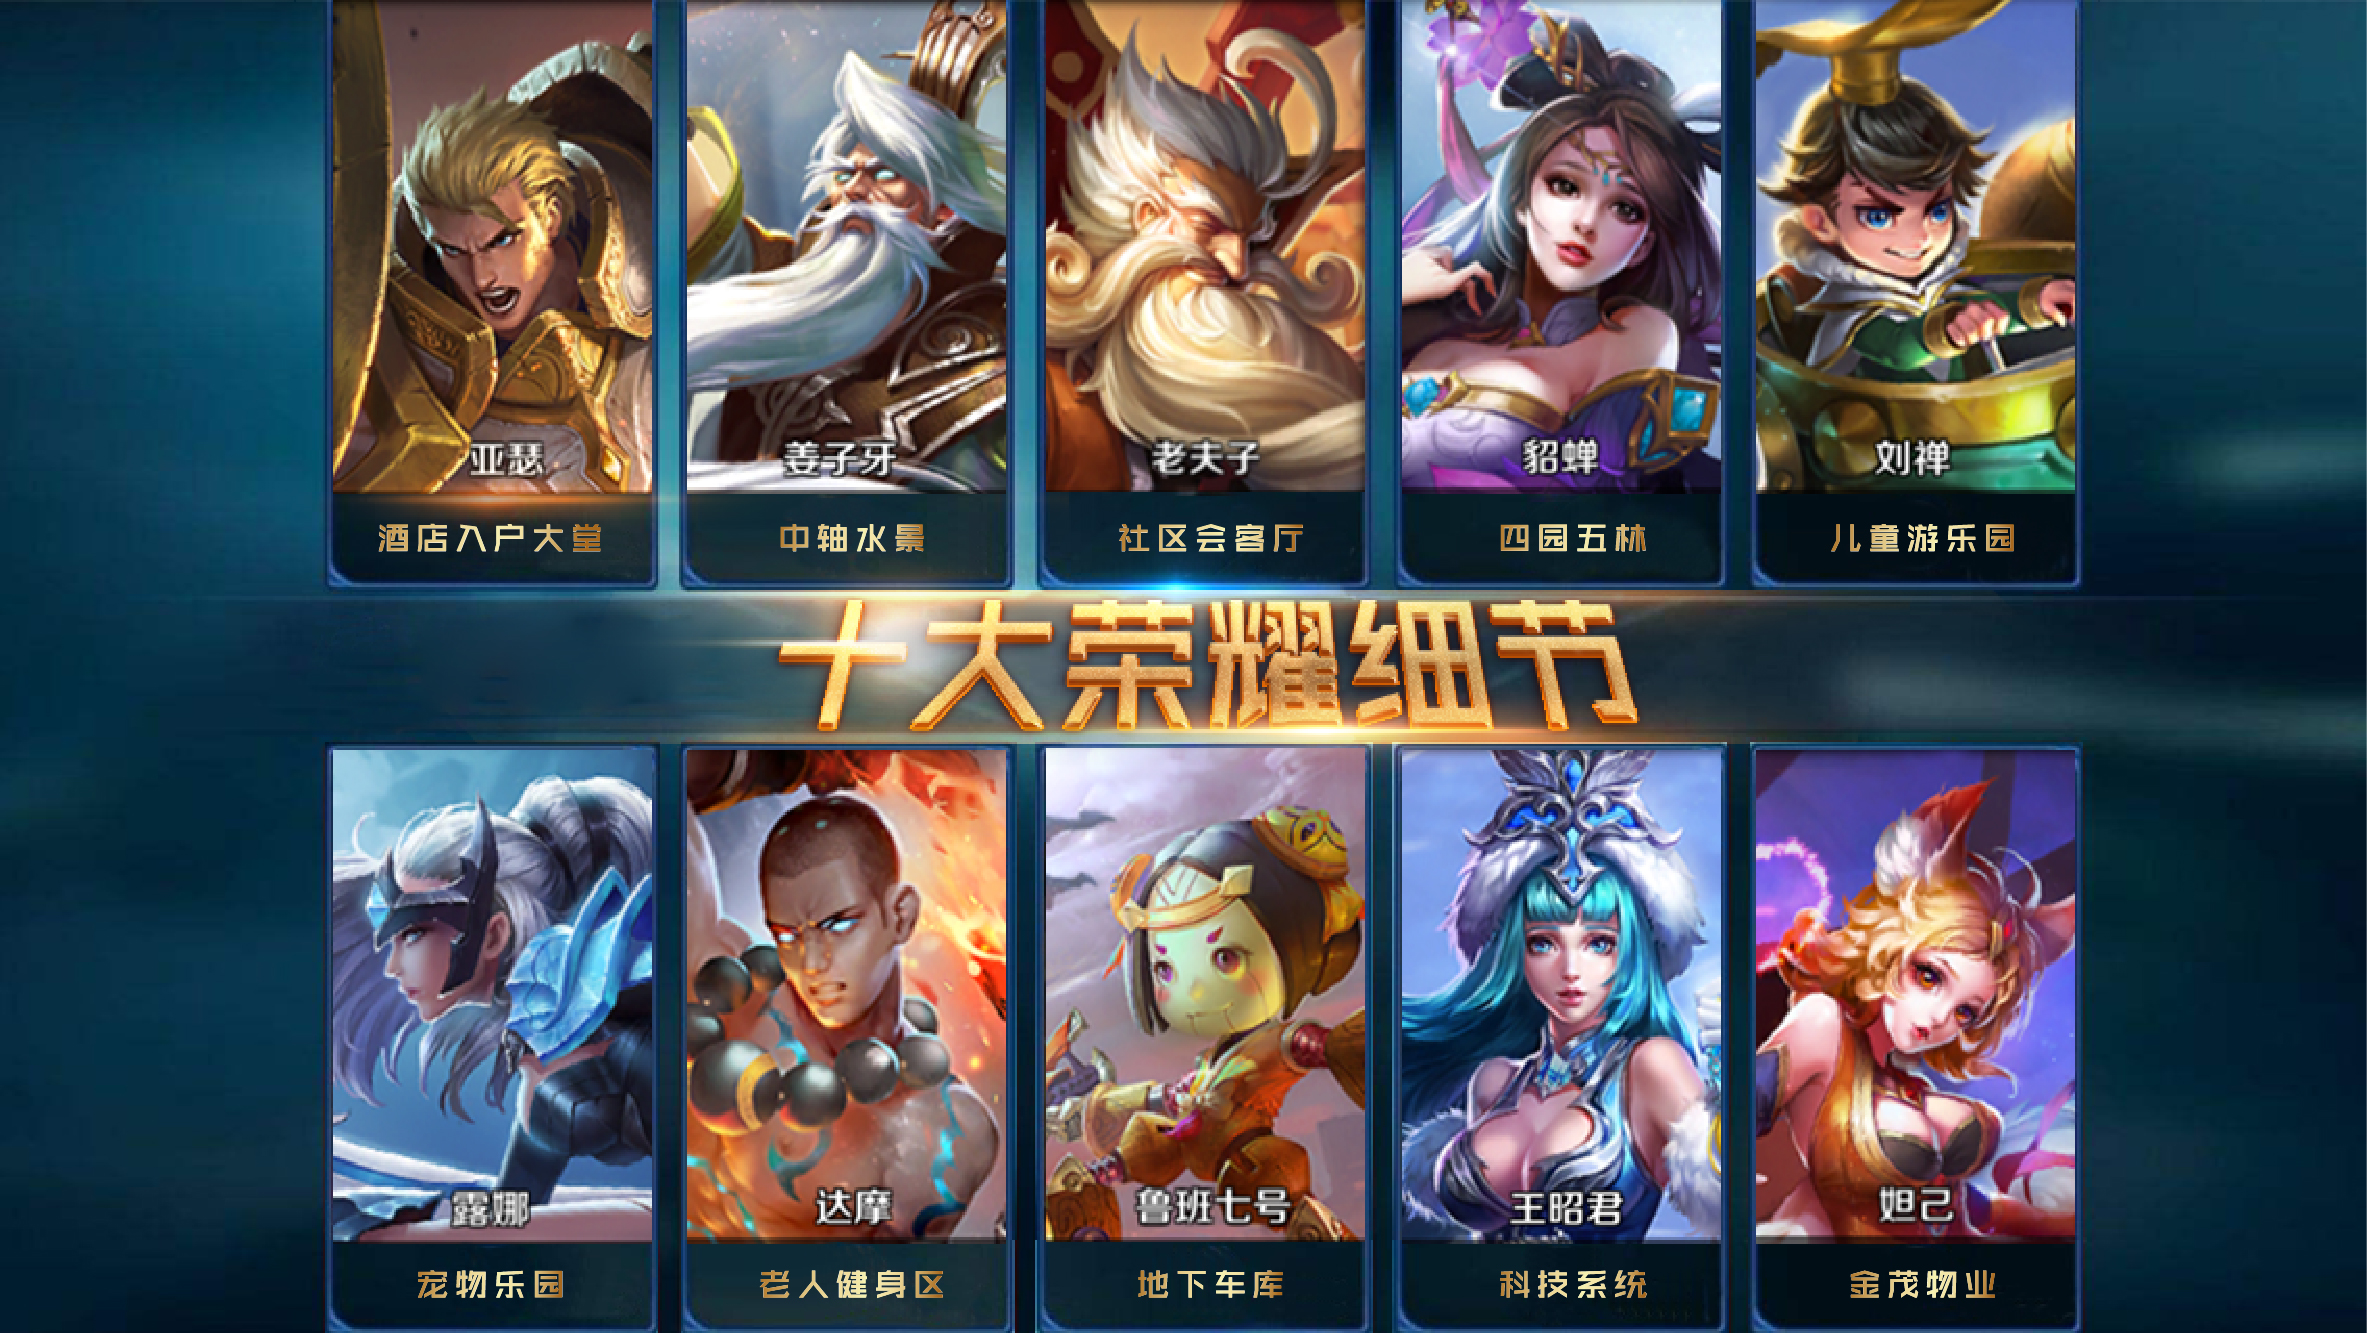 亚瑟
姜子牙
老夫子
貂蝉
刘禅
酒店入户大堂
中轴水景
社区会客厅
四园五林
儿童游乐园
十大荣耀细节
露娜
达摩
鲁班七号
王昭君
妲己
宠物乐园
老人健身区
地下车库
科技系统
金茂物业